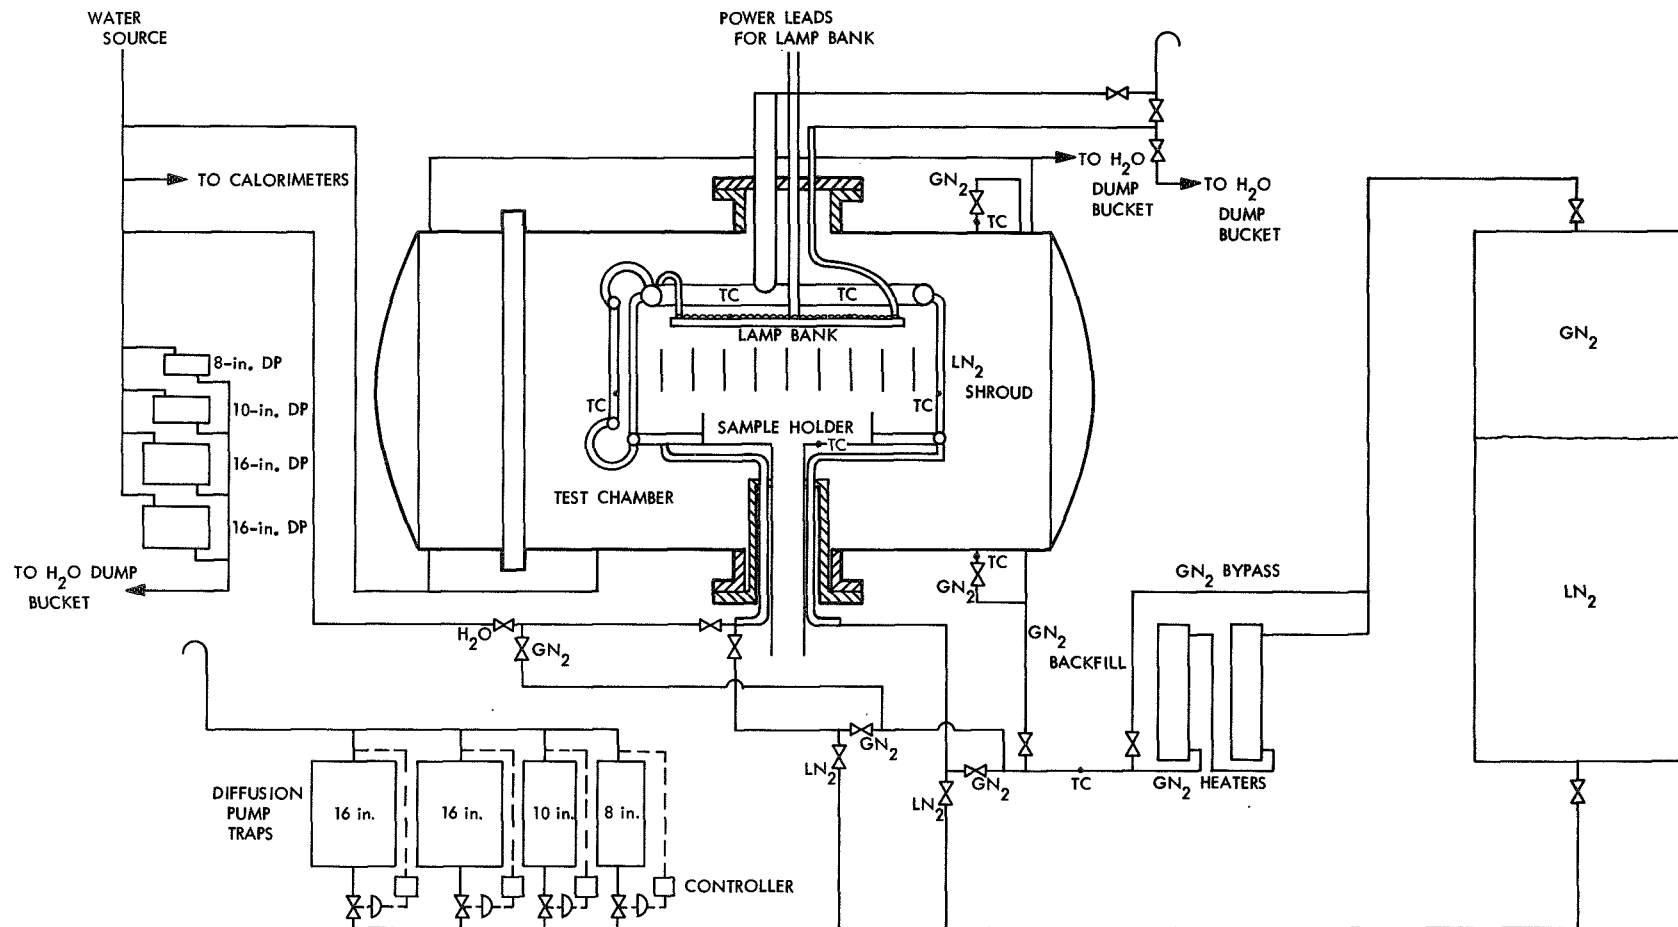 WATER
SOURCE
POWER LEADS
FOR LAMP BANK
TO CALORIMETERS
GN2
TC
TO H2O
DUMP
BUCKET
TO H2O
DUMP
BUCKET
TC
TC
LAMP BANK
GN2
8-in. DP
LN2
SHROUD
10-in. DP
TC
TC
SAMPLE HOLDER
TC
16-in. DP
TEST CHAMBER
16-in. DP
TO H2O DUMP
BUCKET
TC
GN2
GN2 BYPASS
LN2
H2O
GN2
GN2
BACKFILL
GN2
LN2
GN2
LN2
TC
GN2 HEATERS
DIFFUSION
PUMP
TRAPS
16 in.
16 in.
10 in.
8 in.
CONTROLLER